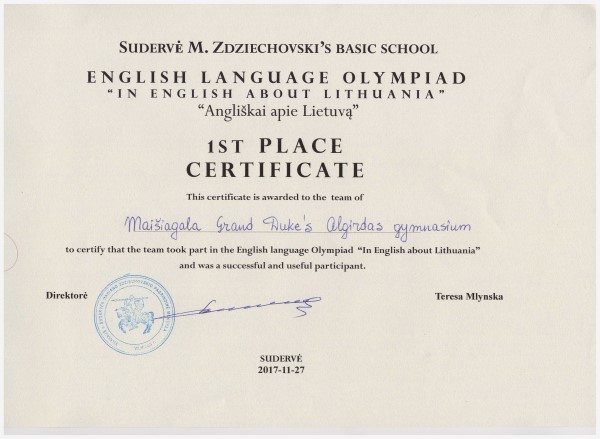 SUDERVĖ M. ZDZIECHOVSKI'S BASIC SCHOOL
ENGLISH LANGUAGE OLYMPIAD
"IN ENGLISH ABOUT LITHUANIA"
"Angliškai apie Lietuvą"
1ST PLACE
CERTIFICATE
This certificate is awarded to the team of
Maišiagala Grand Duke's Algirdas gymnasium
to certify that the team took part in the English language Olympiad "In English about Lithuania"
and was a successful and useful participant.
Direktorė Teresa Mlynska
SUDERVĖ
2017-11-27